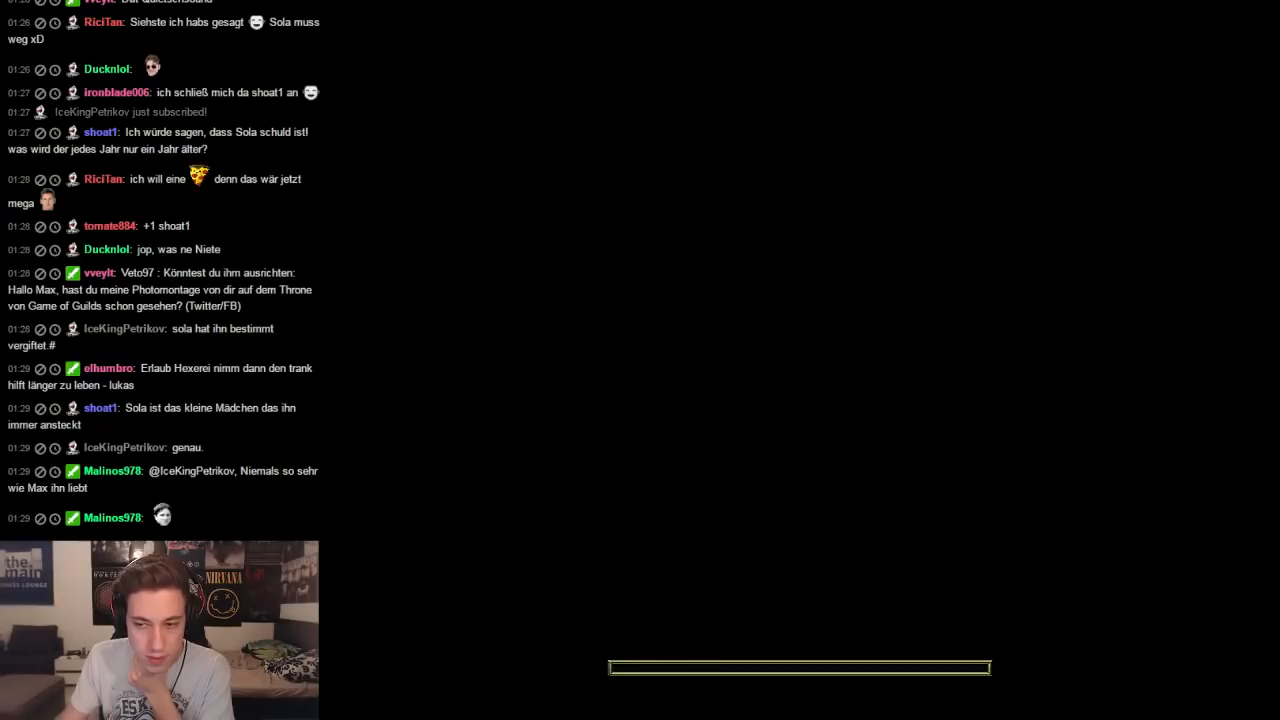 01:26 RiciTan: Siehste ich habs gesagt Sola muss
weg xD
01:26 Ducknlol:
01:27 ironblade006: ich schließ mich da shoat1 an
01:27 IceKingPetrikov just subscribed!
01:27 shoat1: Ich würde sagen, dass Sola schuld ist!
was wird der jedes Jahr nur ein Jahr älter?
01:28 RiciTan: ich will eine denn das wär jetzt
mega
01:28 tomate884: +1 shoat1
01:28 Ducknlol: jop, was ne Niete
01:28 vveylt: Veto97 : Könntest du ihm ausrichten:
Hallo Max, hast du meine Photomontage von dir auf dem Throne
von Game of Guilds schon gesehen? (Twitter/FB)
01:28 IceKingPetrikov: sola hat ihn bestimmt
vergiftet.#
01:29 elhumbro: Erlaub Hexerei nimm dann den trank
hilft länger zu leben - lukas
01:29 shoat1: Sola ist das kleine Mädchen das ihn
immer ansteckt
01:29 IceKingPetrikov: genau.
01:29 Malinos978: @IceKingPetrikov, Niemals so sehr
wie Max ihn liebt
01:29 Malinos978:
the
main
LOUNGE
NIRVANA